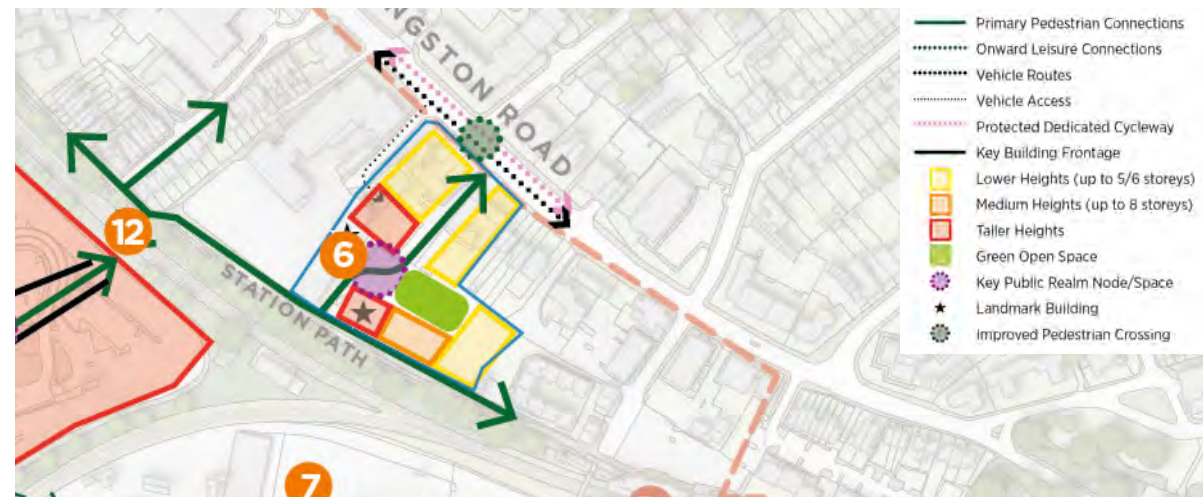 NGSTON ROAD
12
6
STATION PATH
7
Primary Pedestrian Connections
Onward Leisure Connections
Vehicle Routes
Vehicle Access
Protected Dedicated Cycleway
Key Building Frontage
Lower Heights (up to 5/6 storeys)
Medium Heights (up to 8 storeys)
Taller Heights
Green Open Space
Key Public Realm Node/Space
Landmark Building
Improved Pedestrian Crossing